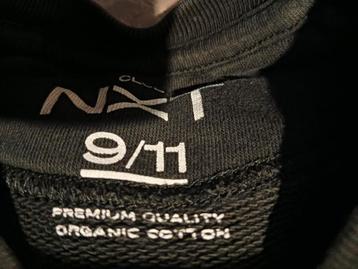 NXT
9/11
PREMIUM QUALITY
ORGANIC COTTON